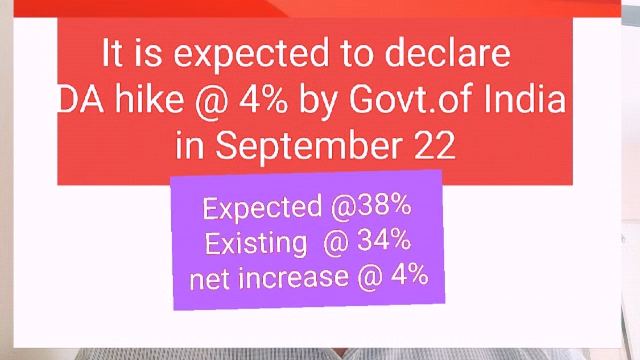 It is expected to declare
DA hike @ 4% by Govt.of India
in September 22
Expected @38%
Existing @ 34%
net increase @ 4%